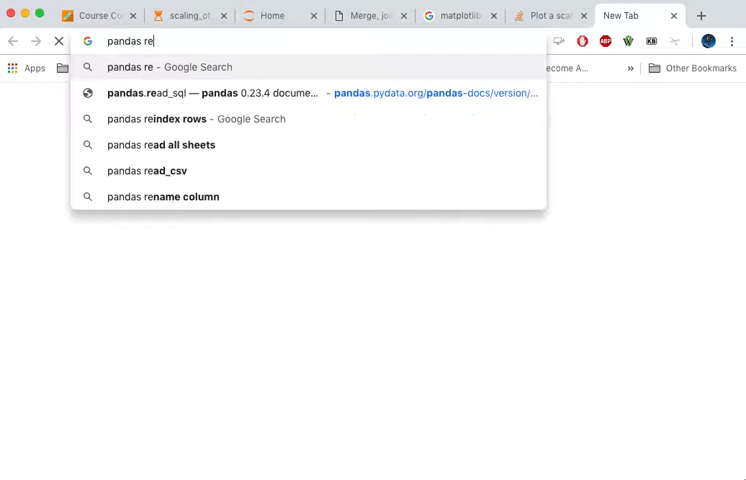 Course Co scaling_of_ Home Merge, joi matplotlib Plot a sca New Tab
pandas re
Apps ecome A... » Other Bookmarks
pandas re - Google Search
pandas.read_sql — pandas 0.23.4 docume... - pandas.pydata.org/pandas-docs/version/...
pandas reindex rows - Google Search
pandas read all sheets
pandas read_csv
pandas rename column